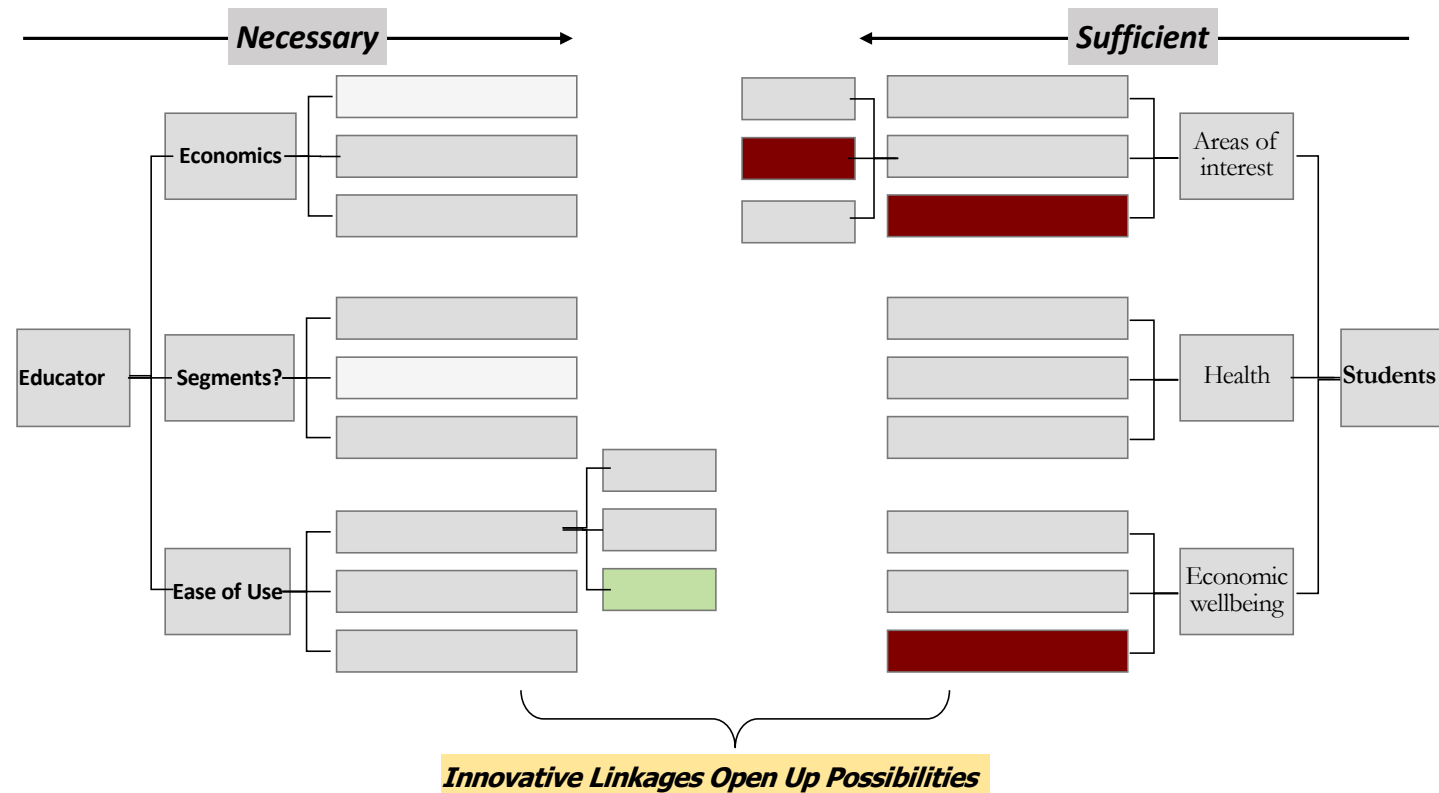 Necessary
Sufficient
Economics
Areas of
interest
Educator
Segments?
Health
Students
Ease of Use
Economic
wellbeing
Innovative Linkages Open Up Possibilities